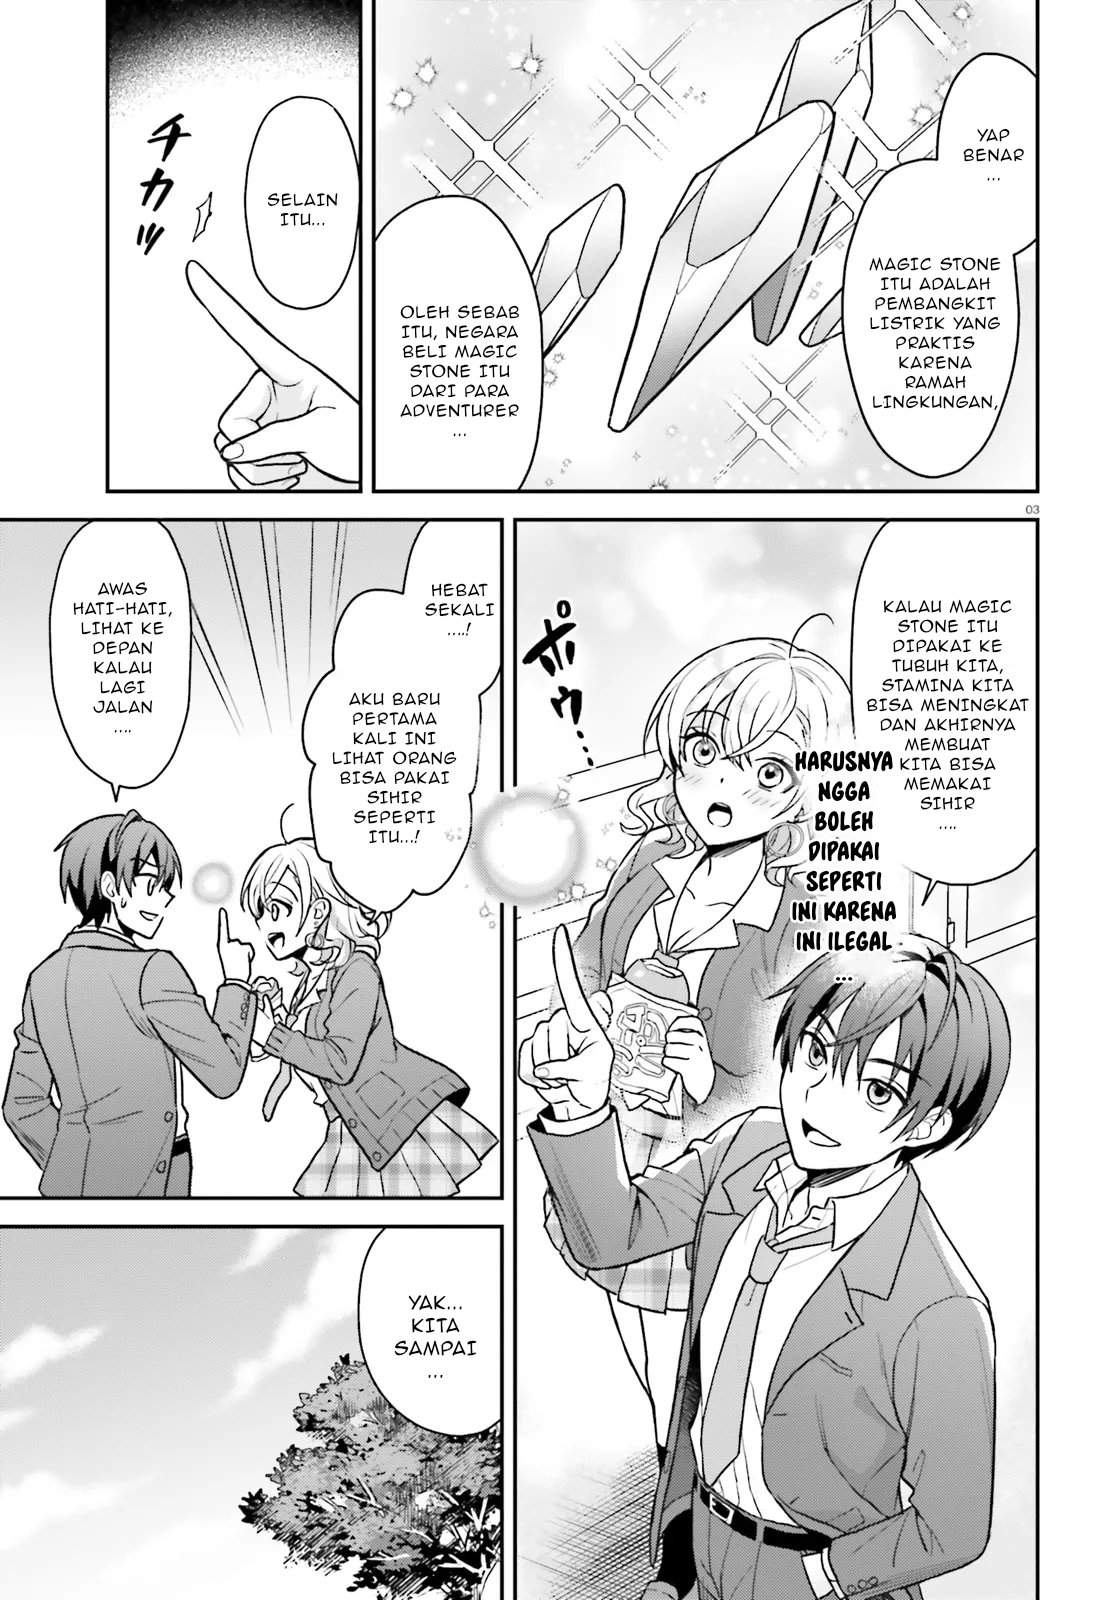 YAP
BENAR
...
MAGIC STONE
ITU ADALAH
PEMBANGKIT
LISTRIK YANG
PRAKTIS
KARENA
RAMAH
LINGKUNGAN,
OLEH SEBAB
ITU, NEGARA
BELI MAGIC
STONE ITU
DARI PARA
ADVENTURER
...
SELAIN
ITU...
チカッ
03
KALAU MAGIC
STONE ITU
DIPAKAI KE
TUBUH KITA,
STAMINA KITA
BISA MENINGKAT
DAN AKHIRNYA
MEMBUAT
KITA BISA
MEMAKAI
SIHIR
....
HARUSNYA
NGGA
BOLEH
DIPAKAI
SEPERTI
INI KARENA
INI ILEGAL
...
ポゥ…
HEBAT
SEKALI
....!
AKU BARU
PERTAMA
KALI INI
LIHAT ORANG
BISA PAKAI
SIHIR
SEPERTI
ITU...!
AWAS
HATI-HATI,
LIHAT KE
DEPAN
KALAU
LAGI
JALAN
....
YAK...
KITA
SAMPAI
...